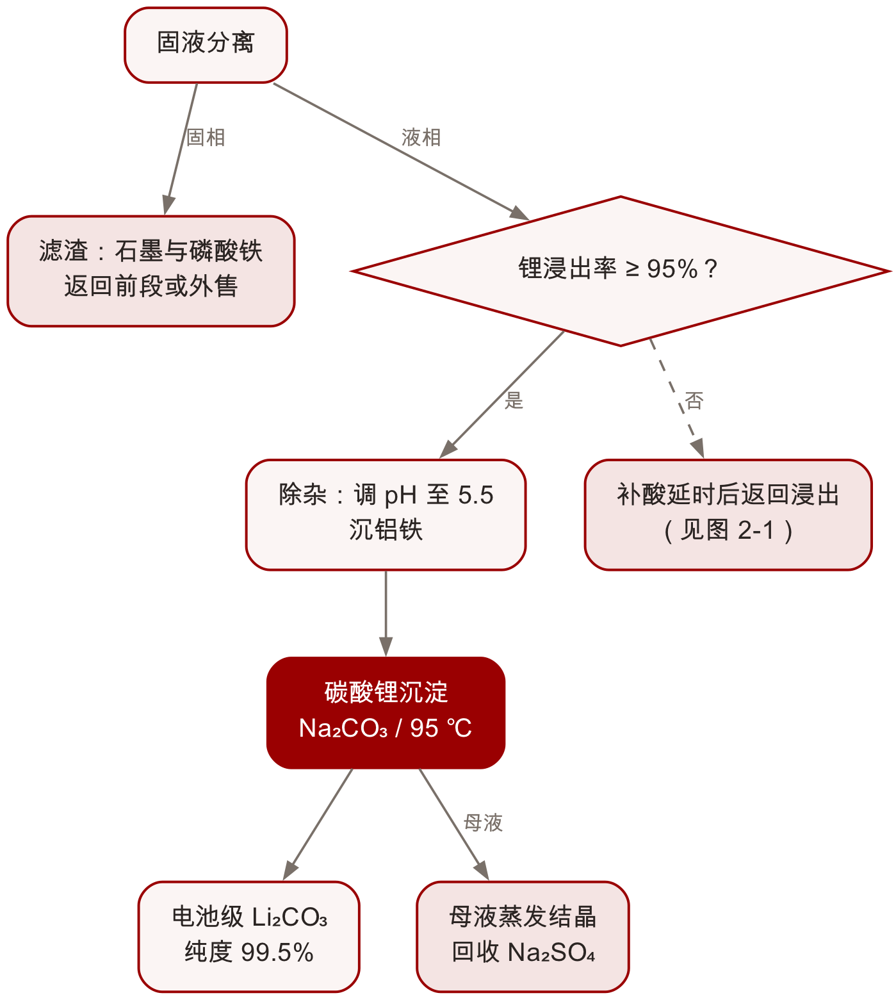 固液分离
固相
液相
滤渣：石墨与磷酸铁
返回前段或外售
锂浸出率 ≥ 95%？
是
否
除杂：调 pH 至 5.5
沉铝铁
补酸延时后返回浸出
（见图 2-1）
碳酸锂沉淀
Na₂CO₃ / 95 ℃
母液
电池级 Li₂CO₃
纯度 99.5%
母液蒸发结晶
回收 Na₂SO₄